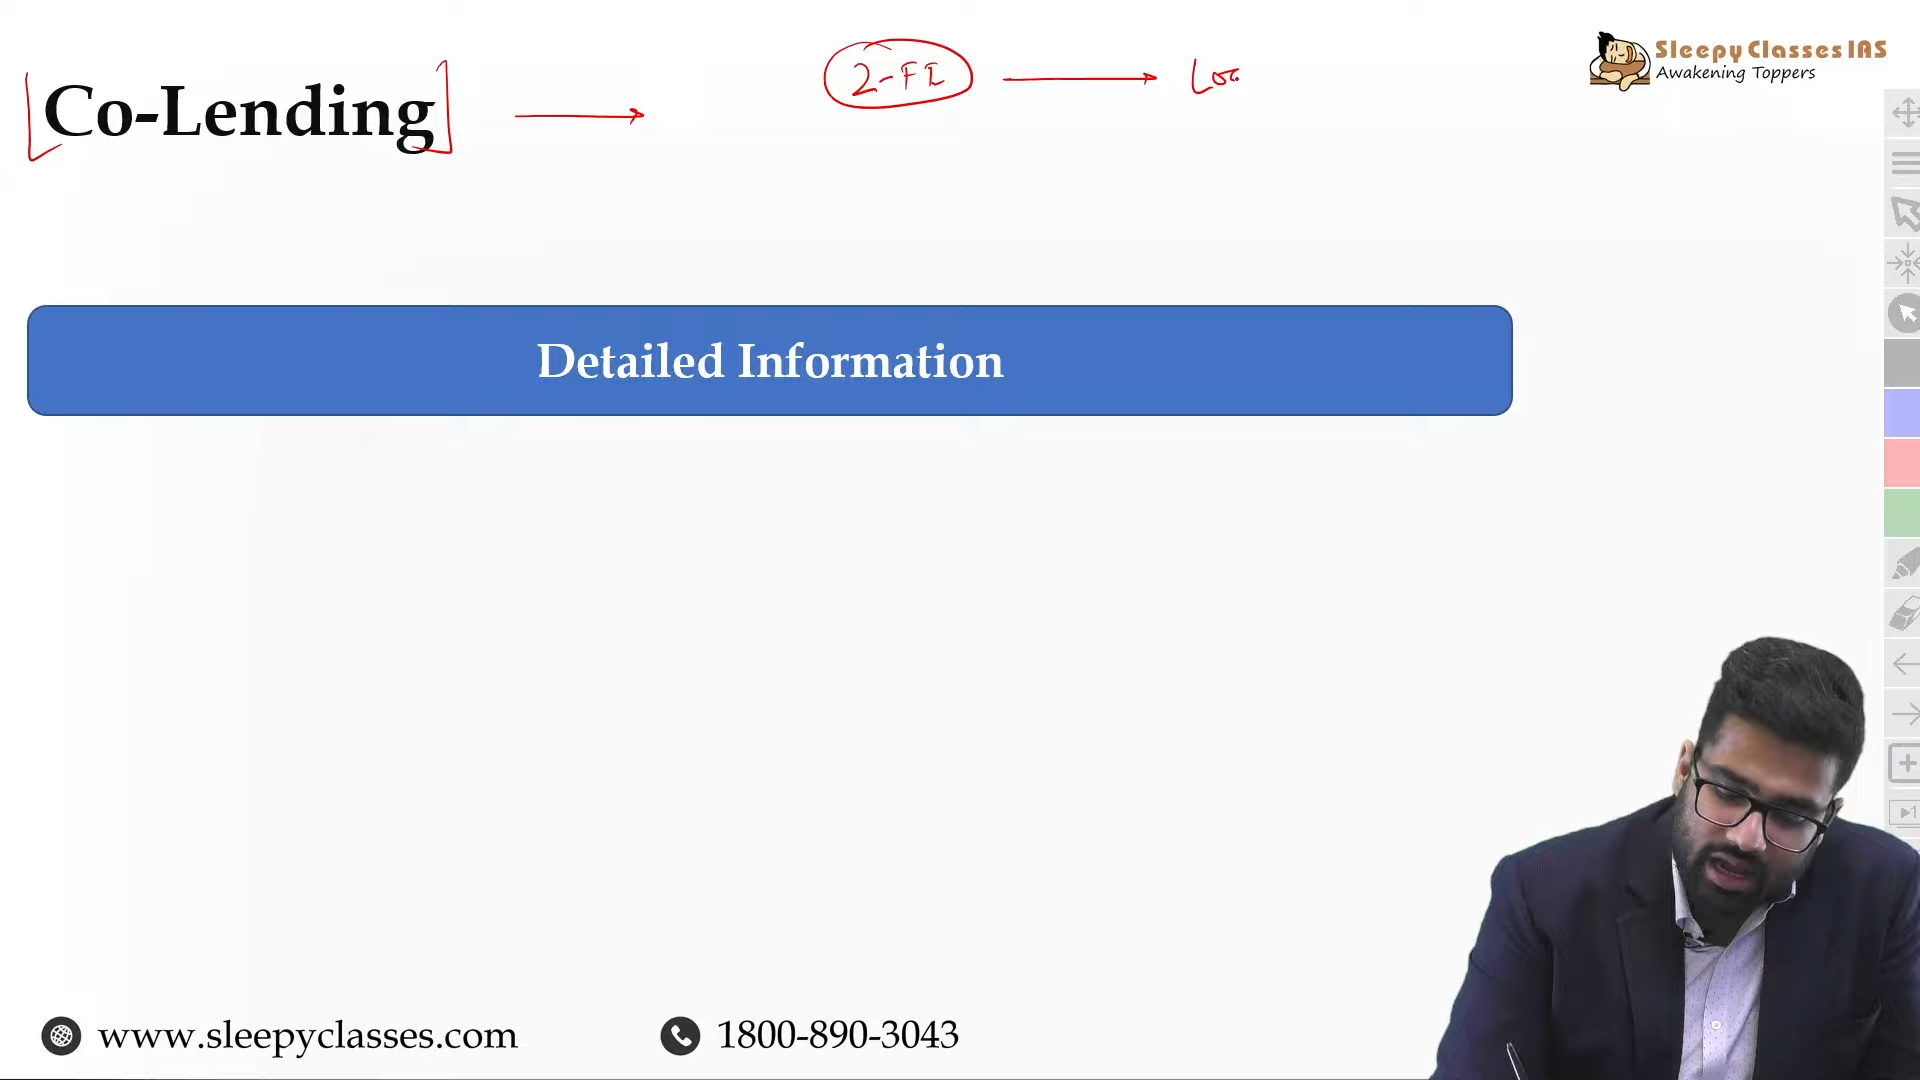 Co-Lending
2-FI
Sleepy Classes IAS
Awakening Toppers
Detailed Information
www.sleepyclasses.com
1800-890-3043